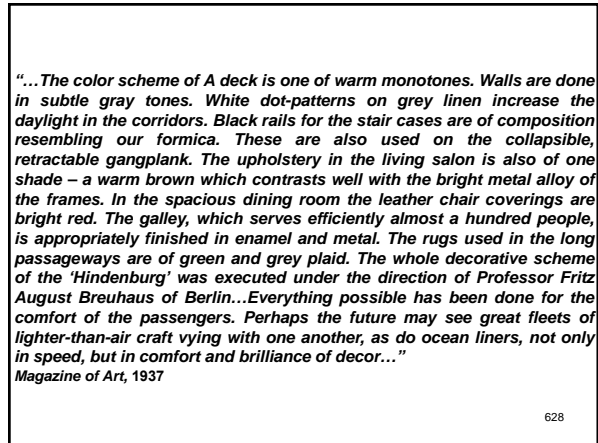 “…The color scheme of A deck is one of warm monotones. Walls are done
in subtle gray tones. White dot-patterns on grey linen increase the
daylight in the corridors. Black rails for the stair cases are of composition
resembling our formica. These are also used on the collapsible,
retractable gangplank. The upholstery in the living salon is also of one
shade – a warm brown which contrasts well with the bright metal alloy of
the frames. In the spacious dining room the leather chair coverings are
bright red. The galley, which serves efficiently almost a hundred people,
is appropriately finished in enamel and metal. The rugs used in the long
passageways are of green and grey plaid. The whole decorative scheme
of the ‘Hindenburg’ was executed under the direction of Professor Fritz
August Breuhaus of Berlin…Everything possible has been done for the
comfort of the passengers. Perhaps the future may see great fleets of
lighter-than-air craft vying with one another, as do ocean liners, not only
in speed, but in comfort and brilliance of decor…”
Magazine of Art, 1937
628